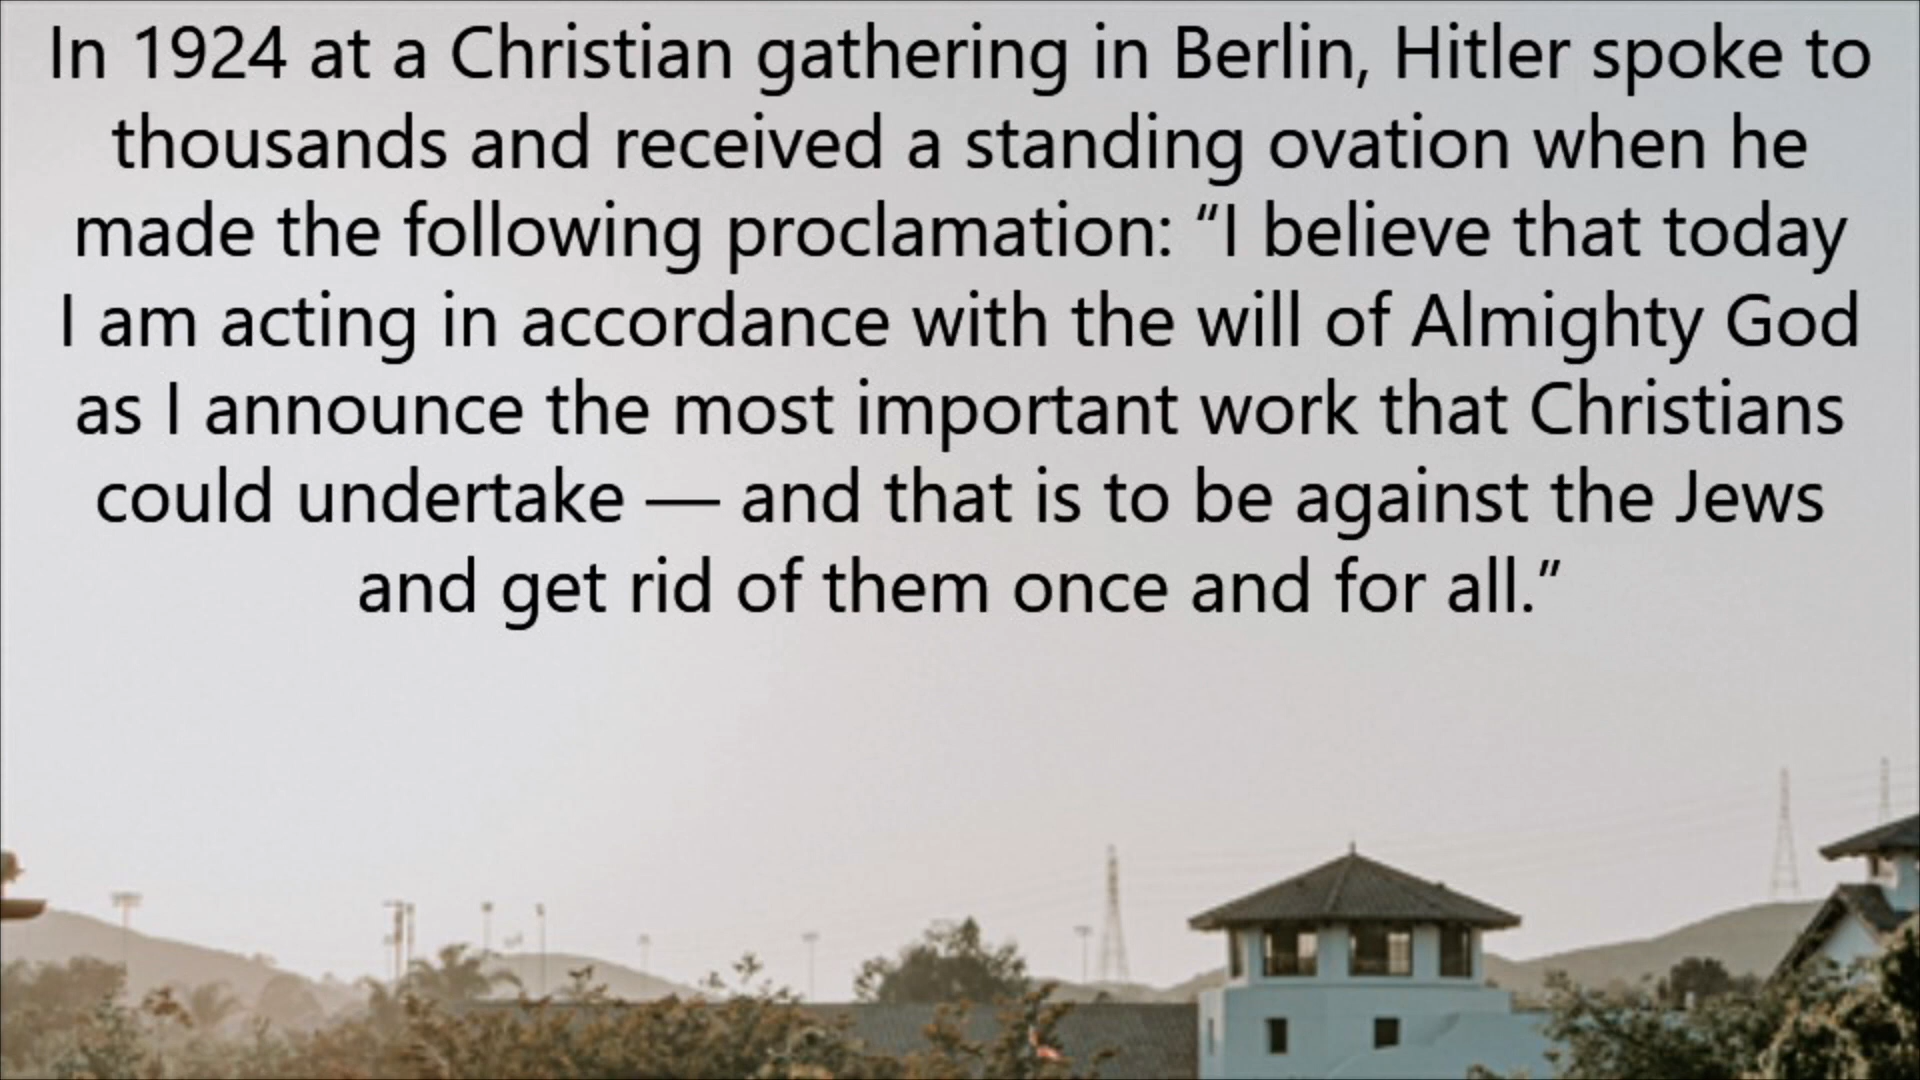 In 1924 at a Christian gathering in Berlin, Hitler spoke to
thousands and received a standing ovation when he
made the following proclamation: “I believe that today
I am acting in accordance with the will of Almighty God
as I announce the most important work that Christians
could undertake — and that is to be against the Jews
and get rid of them once and for all.”